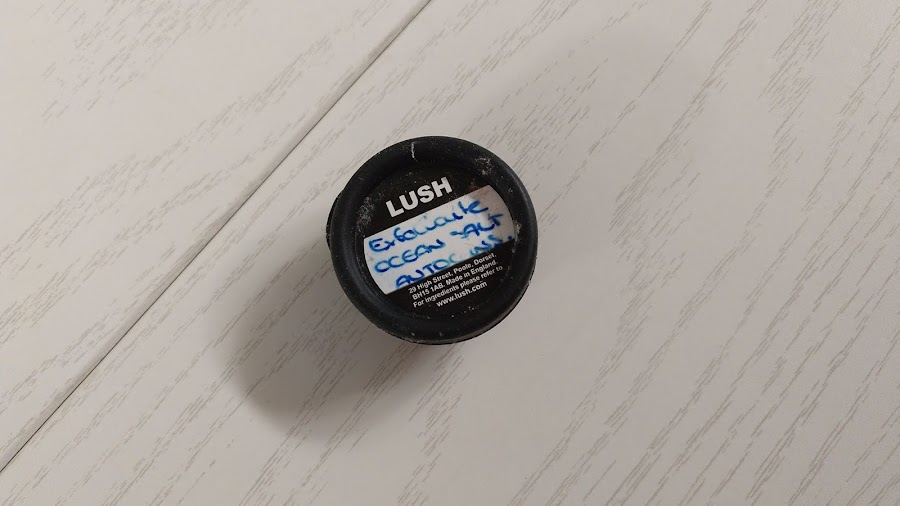 LUSH
Exfoliante
OCEAN SALT
29 High Street, Poole, Dorset,
BH15 1AB. Made in England
For ingredients please refer to
www.lush.com